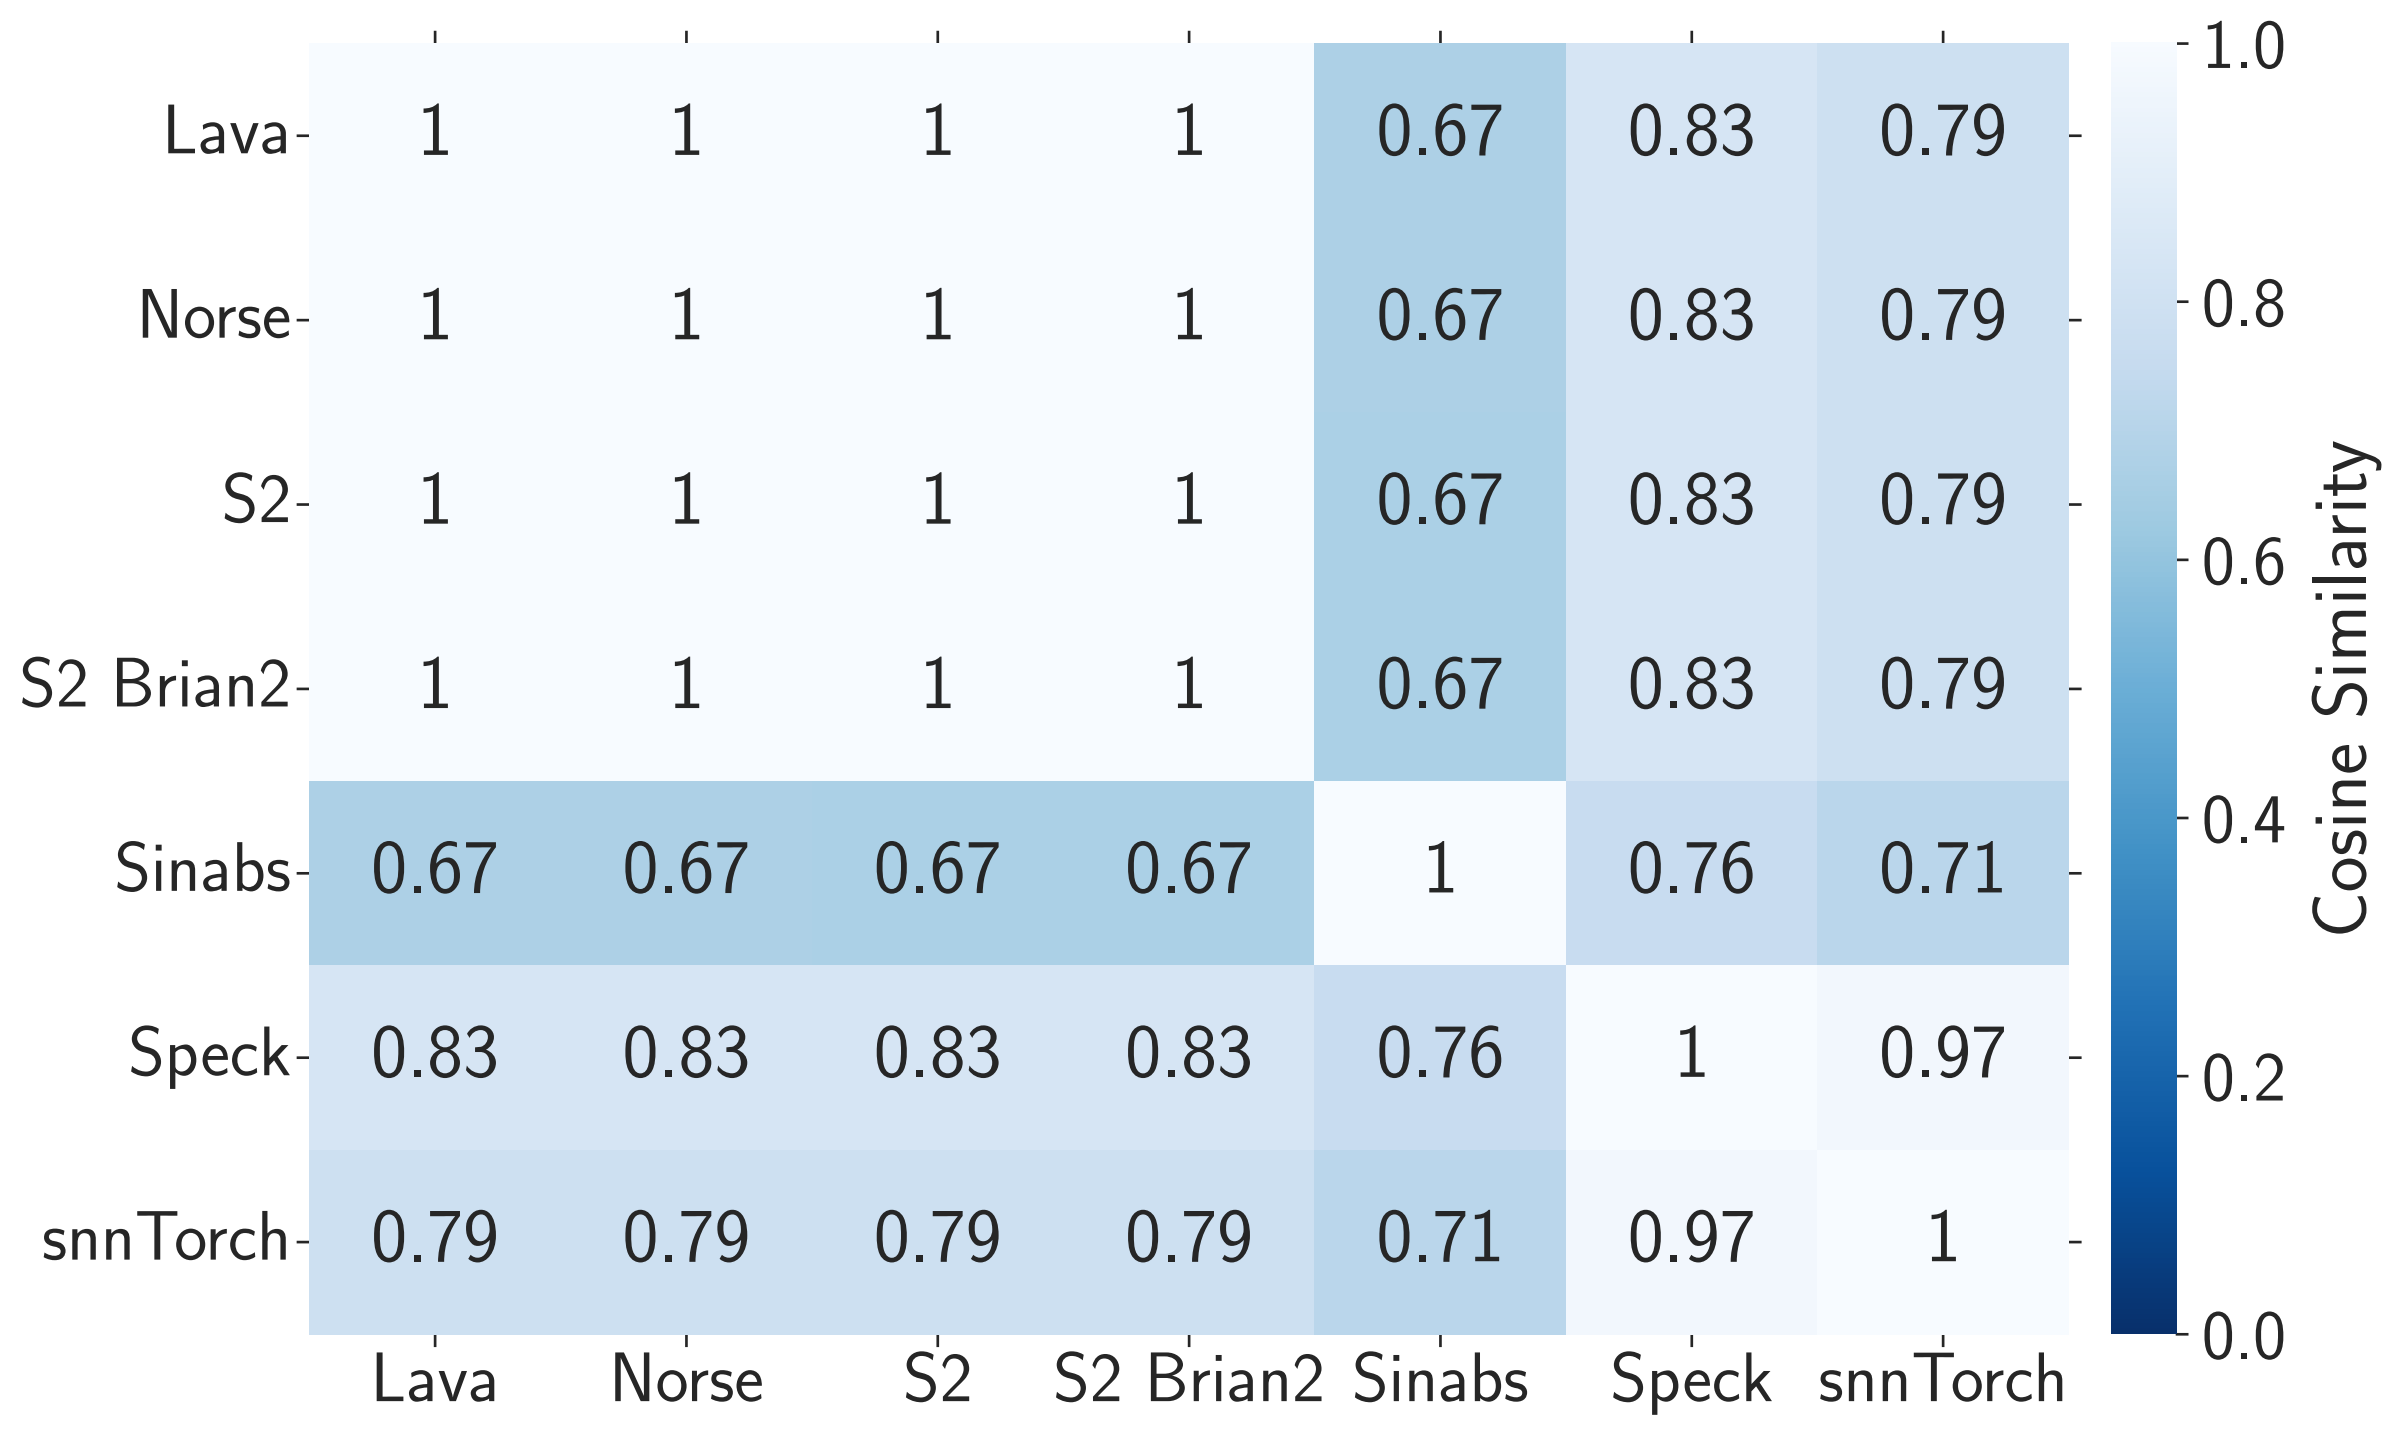 Lava 1 1 1 1 0.67 0.83 0.79
Norse 1 1 1 1 0.67 0.83 0.79
S2 1 1 1 1 0.67 0.83 0.79
S2 Brian2 1 1 1 1 0.67 0.83 0.79
Sinabs 0.67 0.67 0.67 0.67 1 0.76 0.71
Speck 0.83 0.83 0.83 0.83 0.76 1 0.97
snnTorch 0.79 0.79 0.79 0.79 0.71 0.97 1
Lava Norse S2 S2 Brian2 Sinabs Speck snnTorch
1.0
0.8
0.6
0.4
0.2
0.0
Cosine Similarity